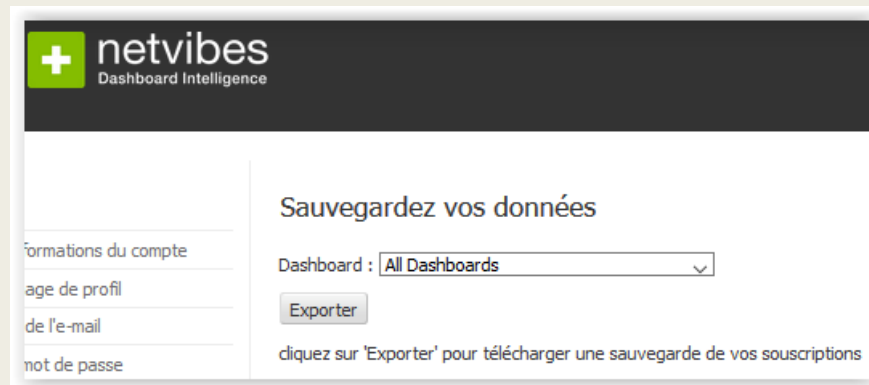 netvibes
Dashboard Intelligence
Sauvegardez vos données
formations du compte
Dashboard : All Dashboards
age de profil
Exporter
de l'e-mail
cliquez sur 'Exporter' pour télécharger une sauvegarde de vos souscriptions
mot de passe